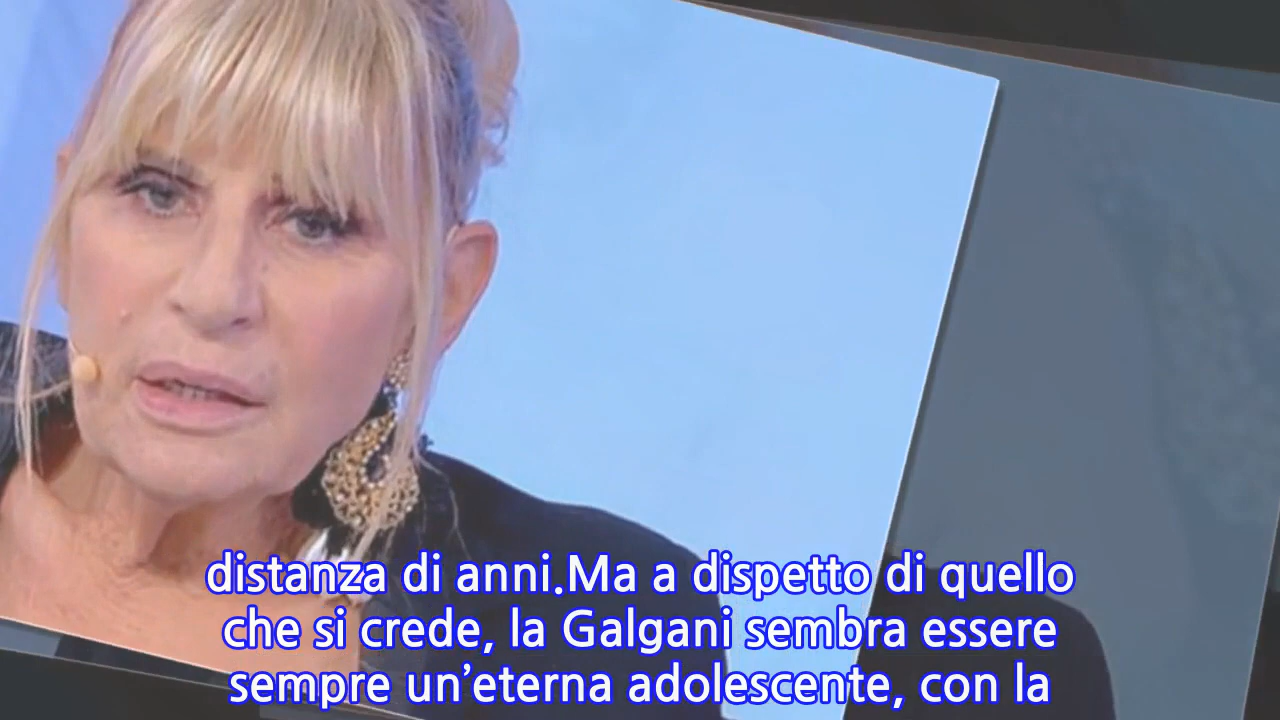 distanza di anni.Ma a dispetto di quello
che si crede, la Galgani sembra essere
sempre un’eterna adolescente, con la